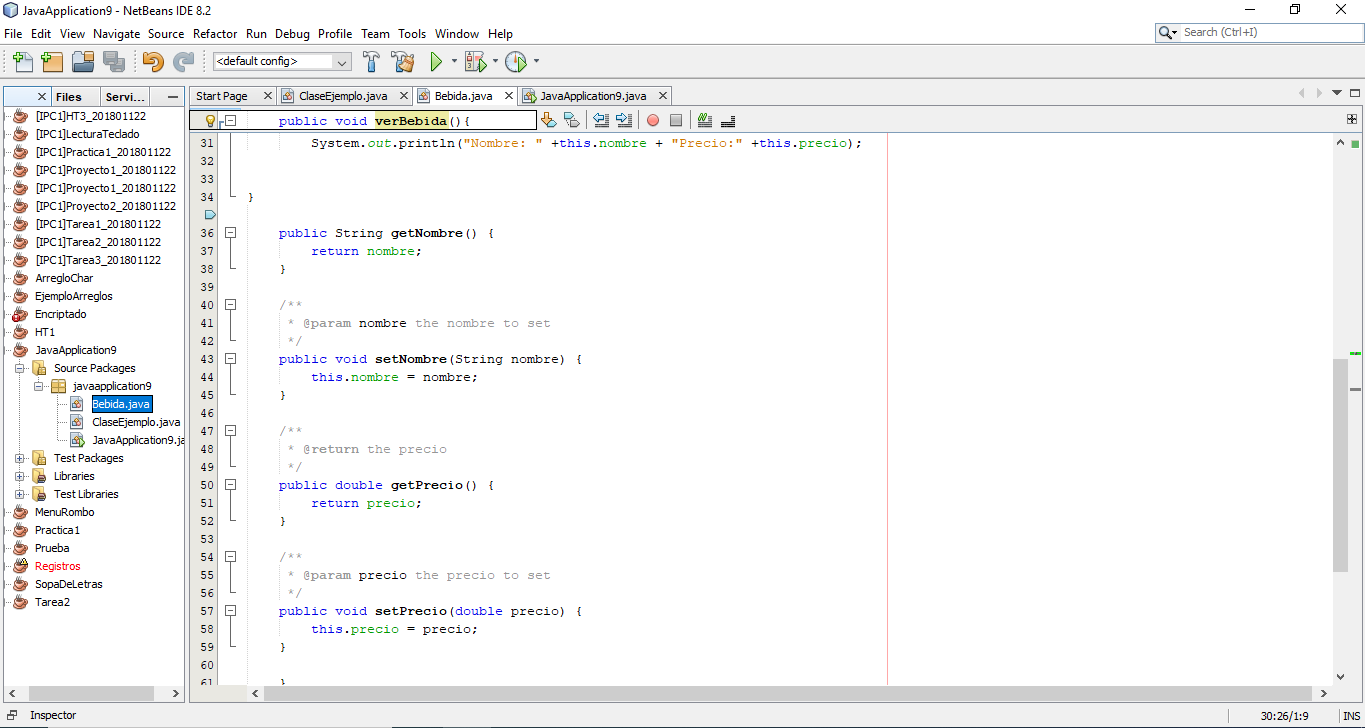 JavaApplication9 - NetBeans IDE 8.2
File Edit View Navigate Source Refactor Run Debug Profile Team Tools Window Help
Search (Ctrl+I)
<default config>
Files Servi...
Start Page ClaseEjemplo.java Bebida.java JavaApplication9.java
[IPC1]HT3_201801122
[IPC1]LecturaTeclado
[IPC1]Practica1_201801122
[IPC1]Proyecto1_201801122
[IPC1]Proyecto1_201801122
[IPC1]Proyecto2_201801122
[IPC1]Tarea1_201801122
[IPC1]Tarea2_201801122
[IPC1]Tarea3_201801122
ArregloChar
EjemploArreglos
Encriptado
HT1
JavaApplication9
Source Packages
javaapplication9
Bebida.java
ClaseEjemplo.java
JavaApplication9.ja
Test Packages
Libraries
Test Libraries
MenuRombo
Practica1
Prueba
Registros
SopaDeLetras
Tarea2
public void verBebida(){
31 System.out.println("Nombre: " +this.nombre + "Precio:" +this.precio);
32
33
34 }
36 public String getNombre() {
37 return nombre;
38 }
39
40 /**
41 * @param nombre the nombre to set
42 */
43 public void setNombre(String nombre) {
44 this.nombre = nombre;
45 }
46
47 /**
48 * @return the precio
49 */
50 public double getPrecio() {
51 return precio;
52 }
53
54 /**
55 * @param precio the precio to set
56 */
57 public void setPrecio(double precio) {
58 this.precio = precio;
59 }
60
61 }
Inspector
30:26/1:9 INS